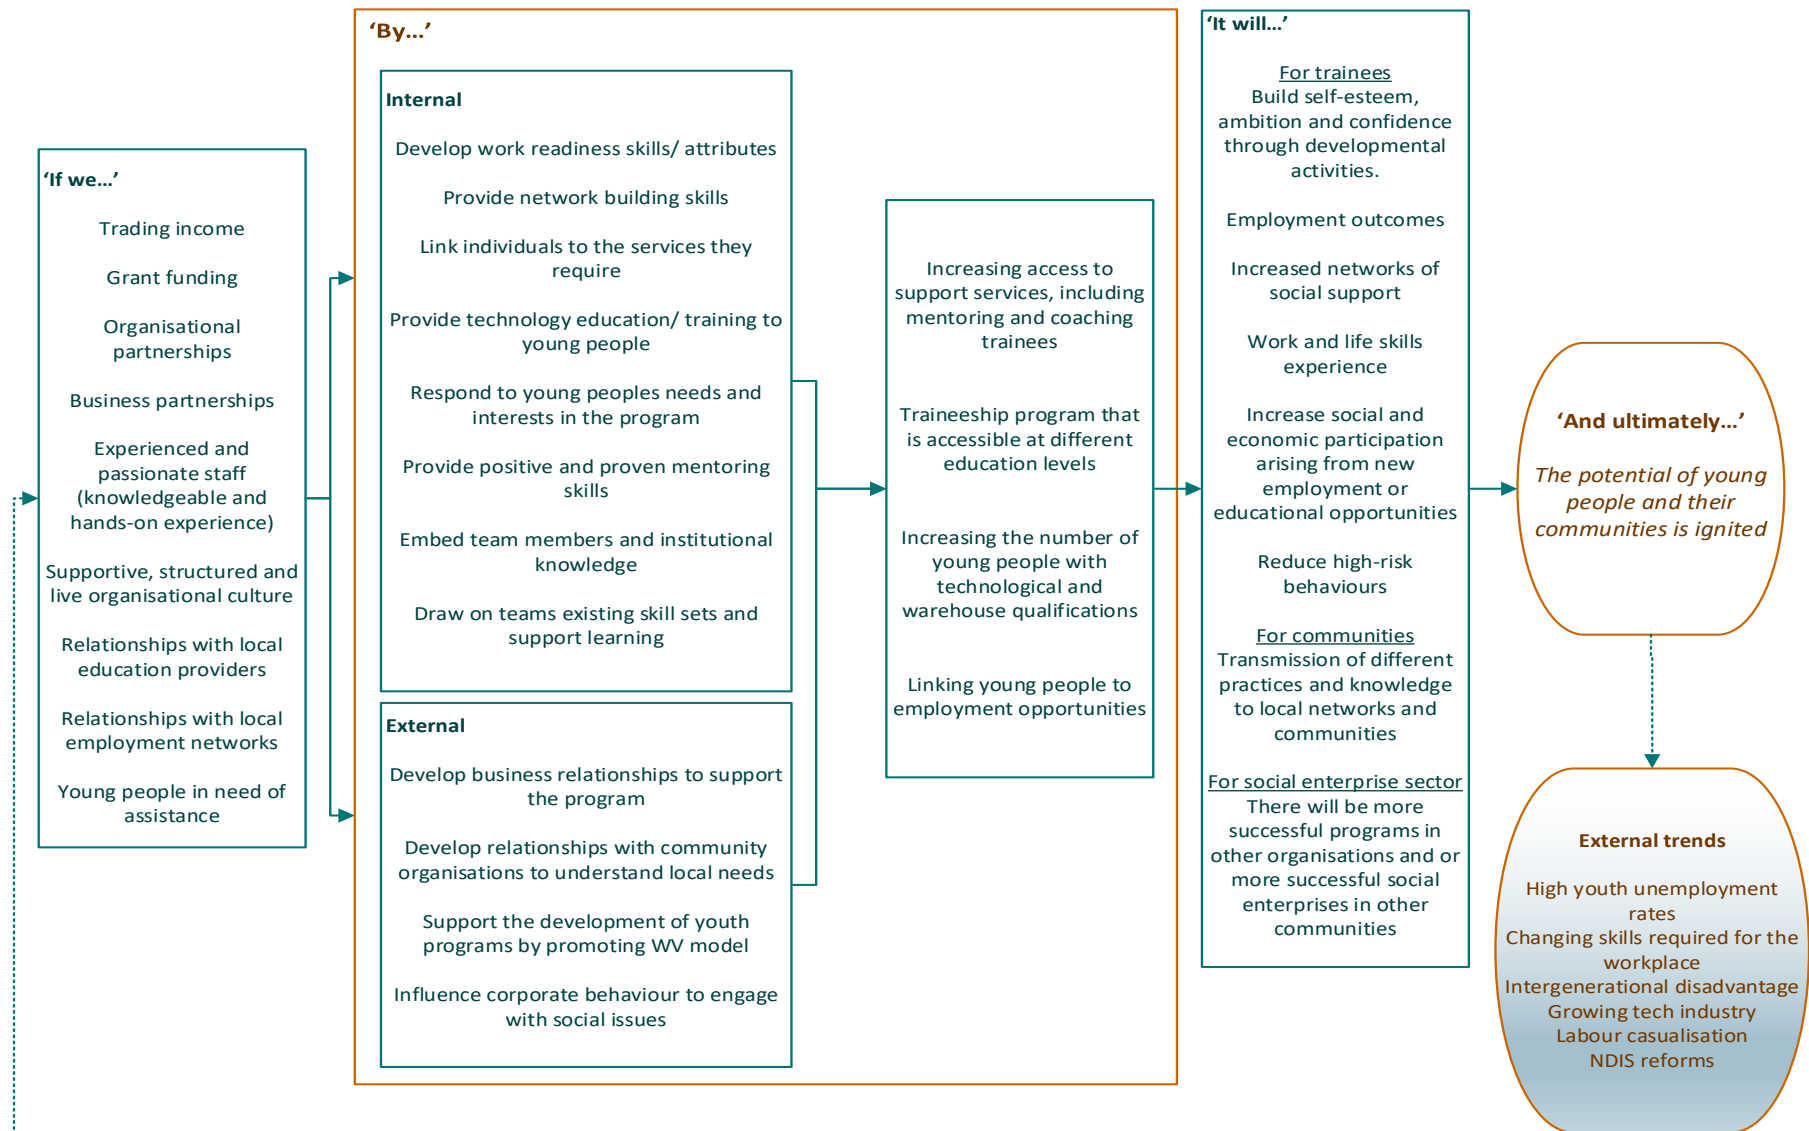 ‘If we…’
Trading income
Grant funding
Organisational
partnerships
Business partnerships
Experienced and
passionate staff
(knowledgeable and
hands-on experience)
Supportive, structured and
live organisational culture
Relationships with local
education providers
Relationships with local
employment networks
Young people in need of
assistance
‘By…’
Internal
Develop work readiness skills/ attributes
Provide network building skills
Link individuals to the services they
require
Provide technology education/ training to
young people
Respond to young peoples needs and
interests in the program
Provide positive and proven mentoring
skills
Embed team members and institutional
knowledge
Draw on teams existing skill sets and
support learning
External
Develop business relationships to support
the program
Develop relationships with community
organisations to understand local needs
Support the development of youth
programs by promoting WV model
Influence corporate behaviour to engage
with social issues
Increasing access to
support services, including
mentoring and coaching
trainees
Traineeship program that
is accessible at different
education levels
Increasing the number of
young people with
technological and
warehouse qualifications
Linking young people to
employment opportunities
‘It will…’
For trainees
Build self-esteem,
ambition and confidence
through developmental
activities.
Employment outcomes
Increased networks of
social support
Work and life skills
experience
Increase social and
economic participation
arising from new
employment or
educational opportunities
Reduce high-risk
behaviours
For communities
Transmission of different
practices and knowledge
to local networks and
communities
For social enterprise sector
There will be more
successful programs in
other organisations and or
more successful social
enterprises in other
communities
‘And ultimately…’
The potential of young
people and their
communities is ignited
External trends
High youth unemployment
rates
Changing skills required for the
workplace
Intergenerational disadvantage
Growing tech industry
Labour casualisation
NDIS reforms